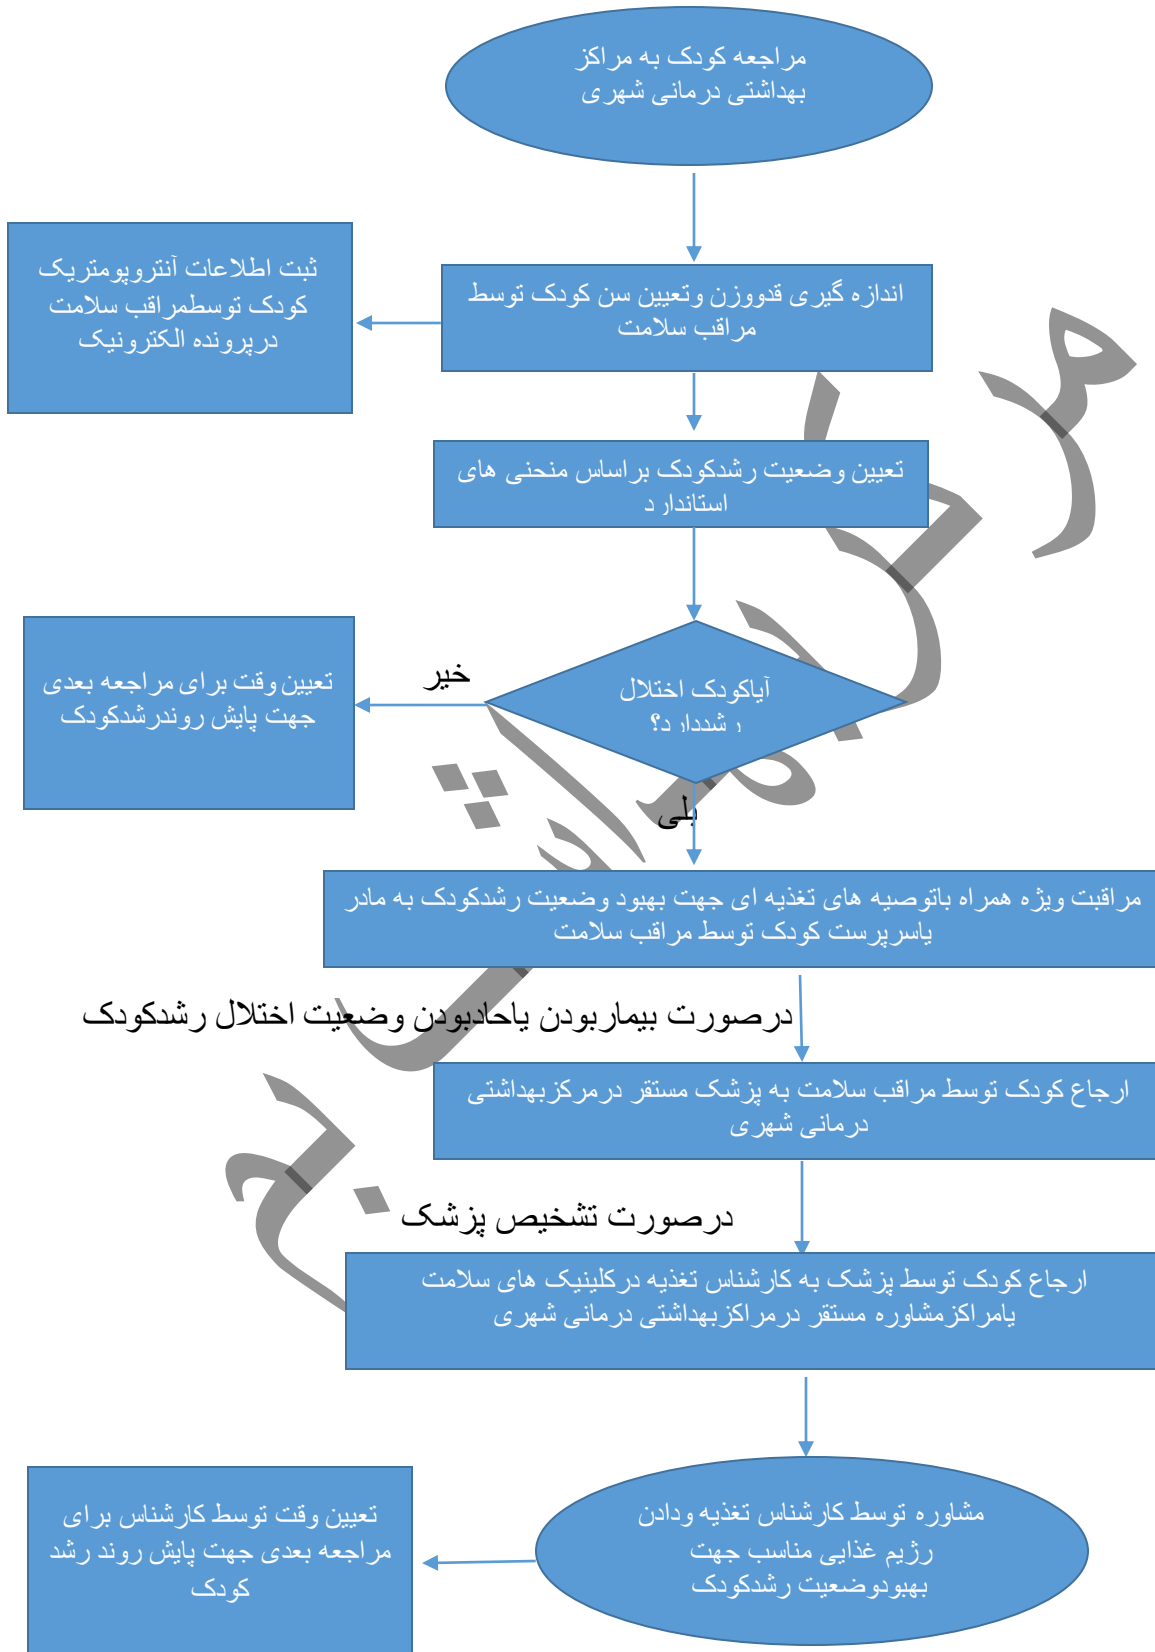 مراجعه کودک به مراکز
بهداشتی درمانی شهری
اندازه گیری قدووزن وتعیین سن کودک توسط
مراقب سلامت
ثبت اطلاعات آنتروپومتریک
کودک توسطمراقب سلامت
درپرونده الکترونیک
تعیین وضعیت رشدکودک براساس منحنی های
استاندارد
آیاکودک اختلال
رشددارد؟
خیر
تعیین وقت برای مراجعه بعدی
جهت پایش روندرشدکودک
بلی
مراقبت ویژه همراه باتوصیه های تغذیه ای جهت بهبود وضعیت رشدکودک به مادر
یاسرپرست کودک توسط مراقب سلامت
درصورت بیماربودن یاحادبودن وضعیت اختلال رشدکودک
ارجاع کودک توسط مراقب سلامت به پزشک مستقر درمرکزبهداشتی
درمانی شهری
درصورت تشخیص پزشک
ارجاع کودک توسط پزشک به کارشناس تغذیه درکلینیک های سلامت
یامراکزمشاوره مستقر درمراکزبهداشتی درمانی شهری
مشاوره توسط کارشناس تغذیه ودادن
رژیم غذایی مناسب جهت
بهبودوضعیت رشدکودک
تعیین وقت توسط کارشناس برای
مراجعه بعدی جهت پایش روند رشد
کودک